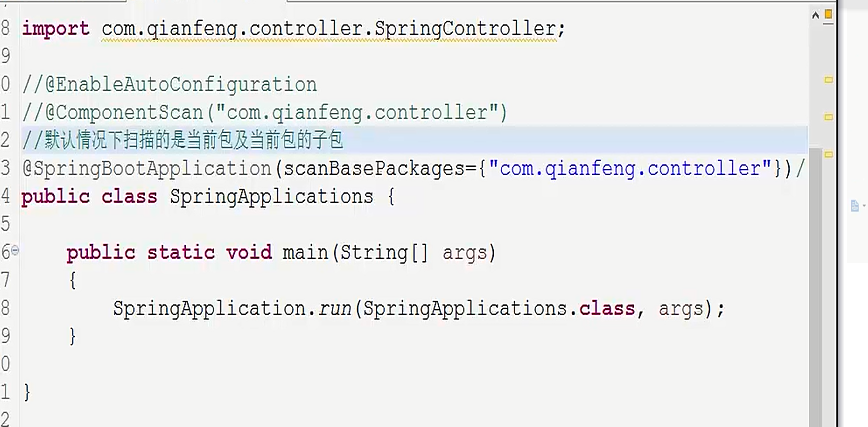 8 import com.qianfeng.controller.SpringController;
9
0 //@EnableAutoConfiguration
1 //@ComponentScan("com.qianfeng.controller")
2 //默认情况下扫描的是当前包及当前包的子包
3 @SpringBootApplication(scanBasePackages={"com.qianfeng.controller"})/
4 public class SpringApplications {
5
6 public static void main(String[] args)
7 {
8 SpringApplication.run(SpringApplications.class, args);
9 }
0
1 }
2